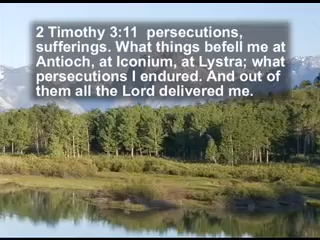 2 Timothy 3:11  persecutions,
sufferings. What things befell me at
Antioch, at Iconium, at Lystra; what
persecutions I endured. And out of
them all the Lord delivered me.